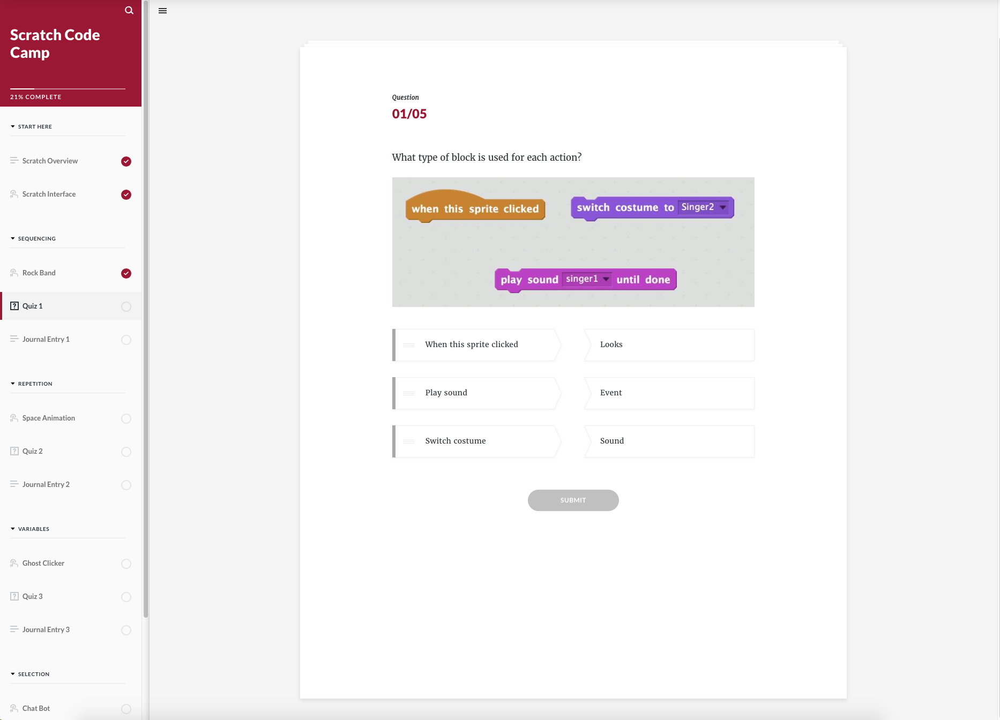 Scratch Code
Camp
21% COMPLETE
START HERE
Scratch Overview
Scratch Interface
SEQUENCING
Rock Band
Quiz 1
Journal Entry 1
REPETITION
Space Animation
Quiz 2
Journal Entry 2
VARIABLES
Ghost Clicker
Quiz 3
Journal Entry 3
SELECTION
Chat Bot
Question
01/05
What type of block is used for each action?
when this sprite clicked
switch costume to Singer2
play sound singer1 until done
When this sprite clicked
Looks
Play sound
Event
Switch costume
Sound
SUBMIT